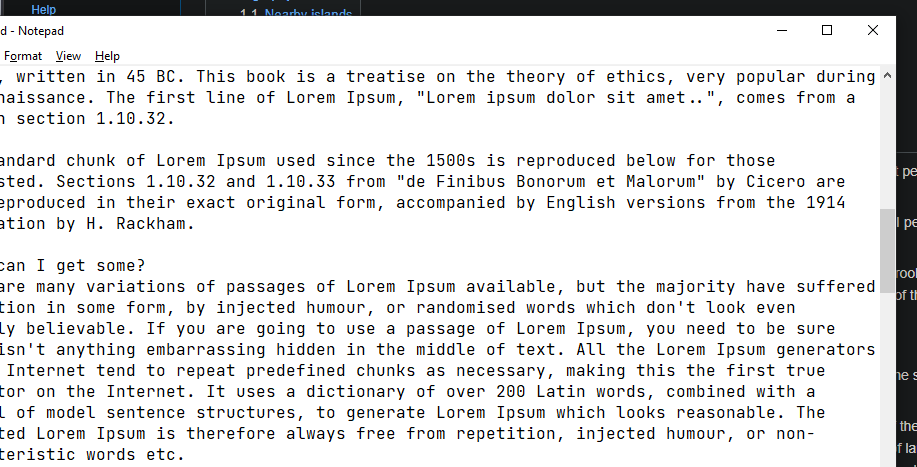 Help
1.1 Nearby islands
d - Notepad
Format View Help
, written in 45 BC. This book is a treatise on the theory of ethics, very popular during
naissance. The first line of Lorem Ipsum, "Lorem ipsum dolor sit amet..", comes from a
n section 1.10.32.
andard chunk of Lorem Ipsum used since the 1500s is reproduced below for those
sted. Sections 1.10.32 and 1.10.33 from "de Finibus Bonorum et Malorum" by Cicero are
eproduced in their exact original form, accompanied by English versions from the 1914
ation by H. Rackham.
can I get some?
are many variations of passages of Lorem Ipsum available, but the majority have suffered
tion in some form, by injected humour, or randomised words which don't look even
ly believable. If you are going to use a passage of Lorem Ipsum, you need to be sure
isn't anything embarrassing hidden in the middle of text. All the Lorem Ipsum generators
Internet tend to repeat predefined chunks as necessary, making this the first true
tor on the Internet. It uses a dictionary of over 200 Latin words, combined with a
l of model sentence structures, to generate Lorem Ipsum which looks reasonable. The
ted Lorem Ipsum is therefore always free from repetition, injected humour, or non-
teristic words etc.